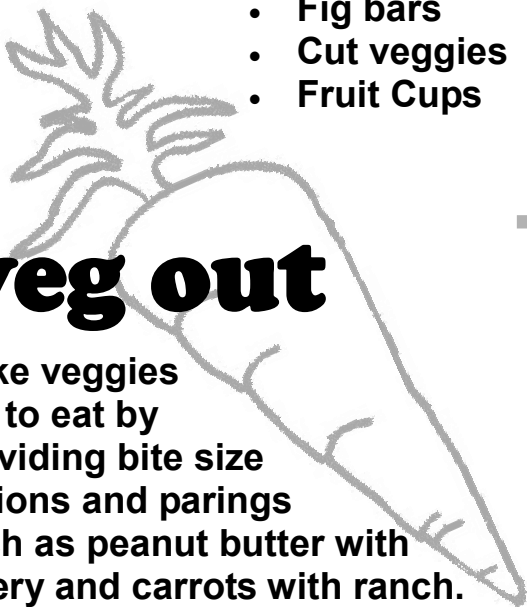 • Fig bars
• Cut veggies
• Fruit Cups
veg out
ke veggies
to eat by
viding bite size
ions and parings
h as peanut butter with
ery and carrots with ranch.